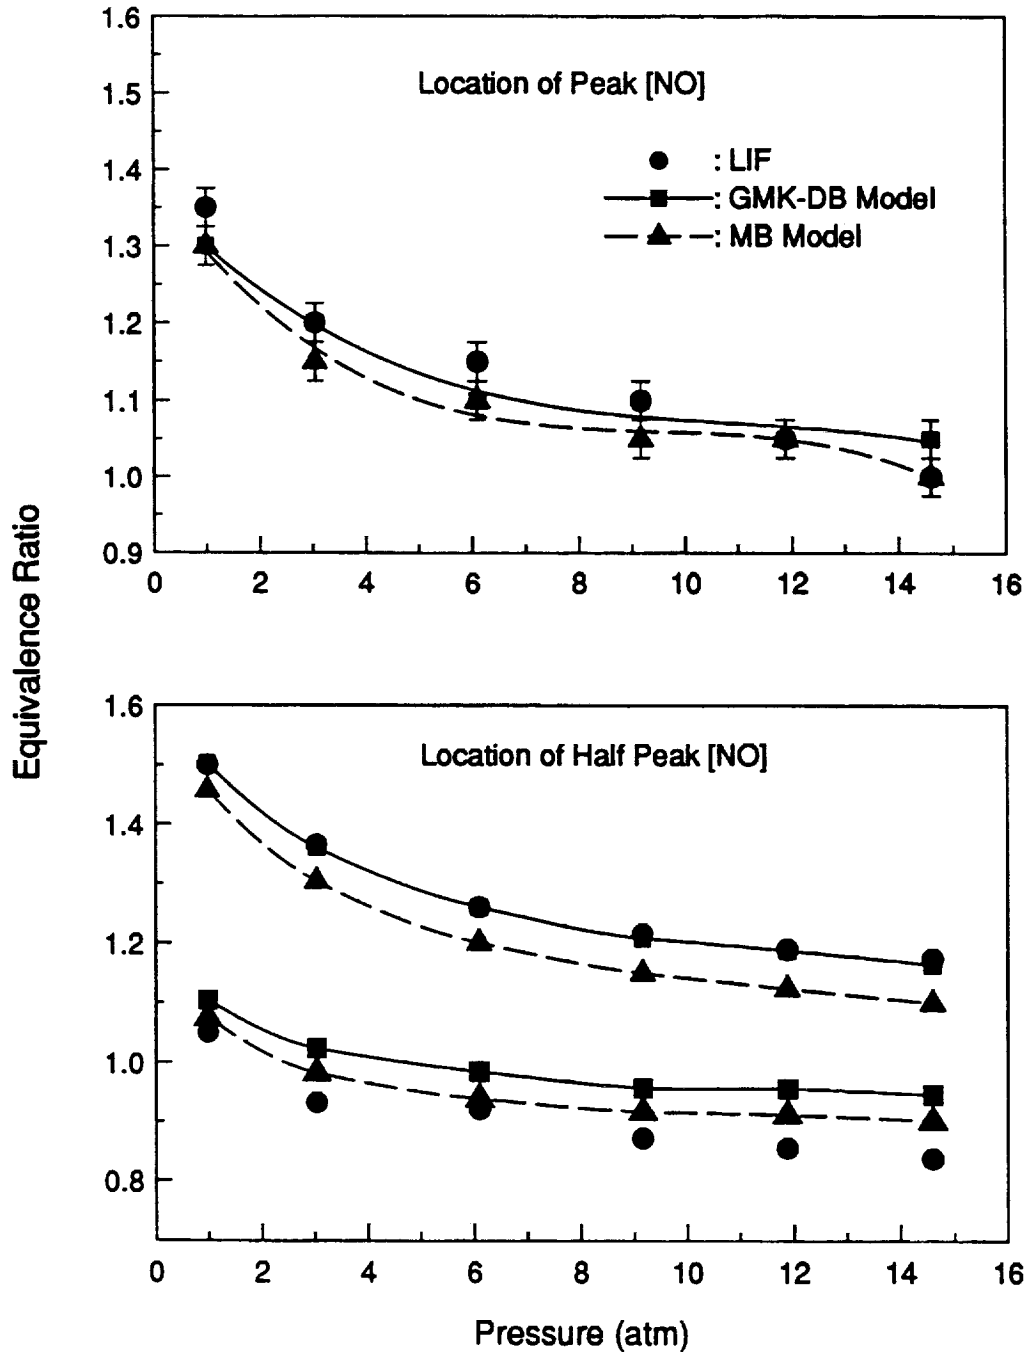 Location of Peak [NO]
: LIF
: GMK-DB Model
: MB Model
1.6
1.5
1.4
1.3
1.2
1.1
1.0
0.9
0 2 4 6 8 10 12 14 16
Equivalence Ratio
Location of Half Peak [NO]
1.6
1.4
1.2
1.0
0.8
0 2 4 6 8 10 12 14 16
Pressure (atm)